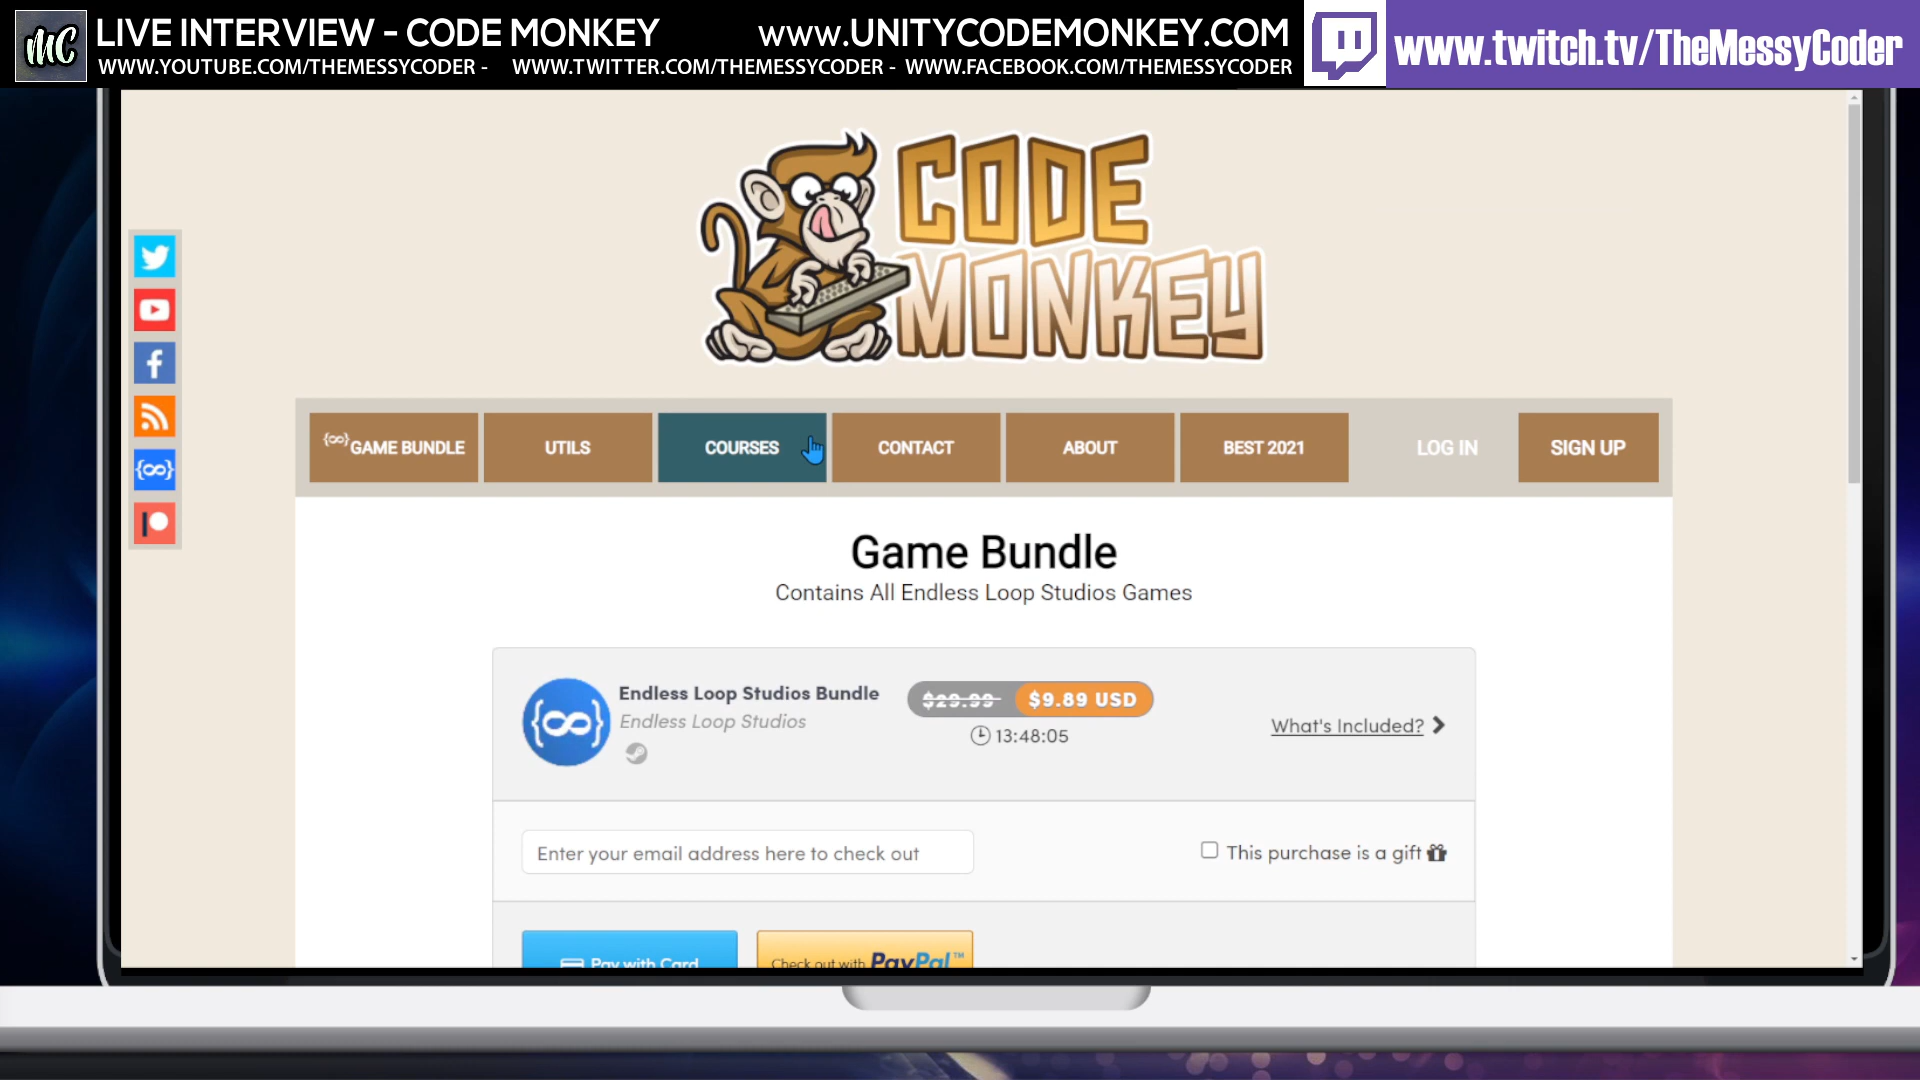 MC
LIVE INTERVIEW - CODE MONKEY
www.UNITYCODEMONKEY.COM
WWW.YOUTUBE.COM/THEMESSYCODER -
WWW.TWITTER.COM/THEMESSYCODER -
WWW.FACEBOOK.COM/THEMESSYCODER
www.twitch.tv/TheMessyCoder
CODE
MONKEY
GAME BUNDLE
UTILS
COURSES
CONTACT
ABOUT
BEST 2021
LOG IN
SIGN UP
Game Bundle
Contains All Endless Loop Studios Games
Endless Loop Studios Bundle
Endless Loop Studios
$29.99
$9.89 USD
13:48:05
What's Included?
Enter your email address here to check out
This purchase is a gift
Pay with Card
Check out with PayPal™